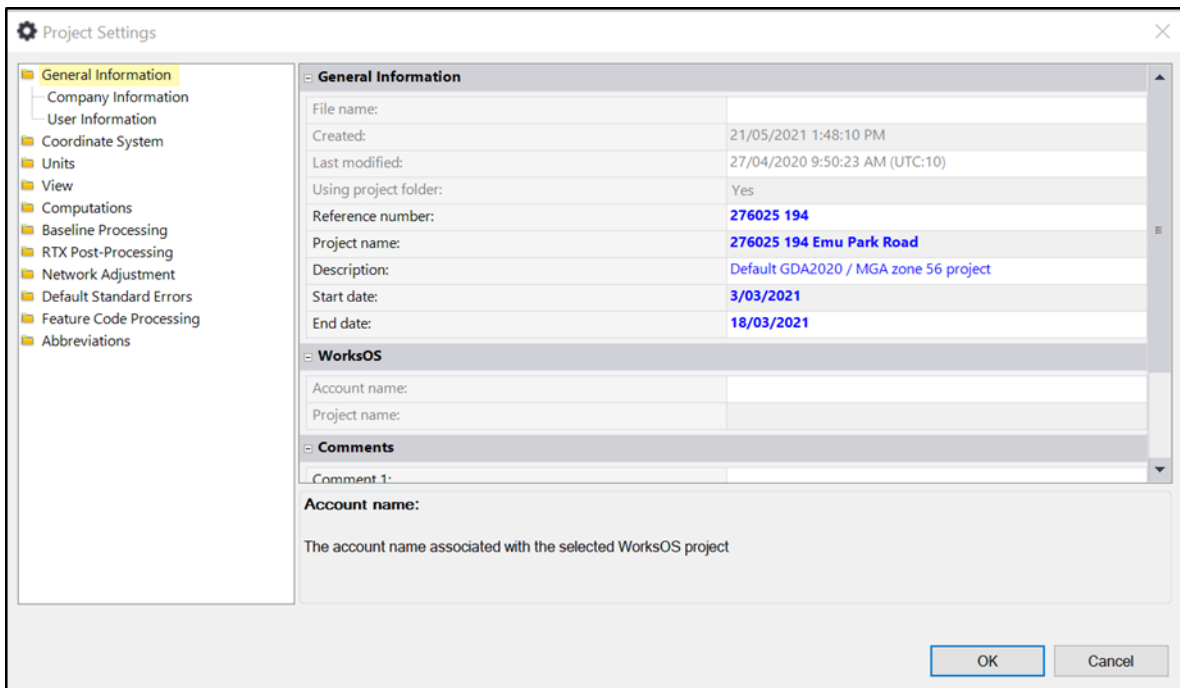 Project Settings
General Information
Company Information
User Information
Coordinate System
Units
View
Computations
Baseline Processing
RTX Post-Processing
Network Adjustment
Default Standard Errors
Feature Code Processing
Abbreviations
General Information
File name:
Created: 21/05/2021 1:48:10 PM
Last modified: 27/04/2020 9:50:23 AM (UTC:10)
Using project folder: Yes
Reference number: 276025 194
Project name: 276025 194 Emu Park Road
Description: Default GDA2020 / MGA zone 56 project
Start date: 3/03/2021
End date: 18/03/2021
WorksOS
Account name:
Project name:
Comments
Comment 1:
Account name:
The account name associated with the selected WorksOS project
OK Cancel